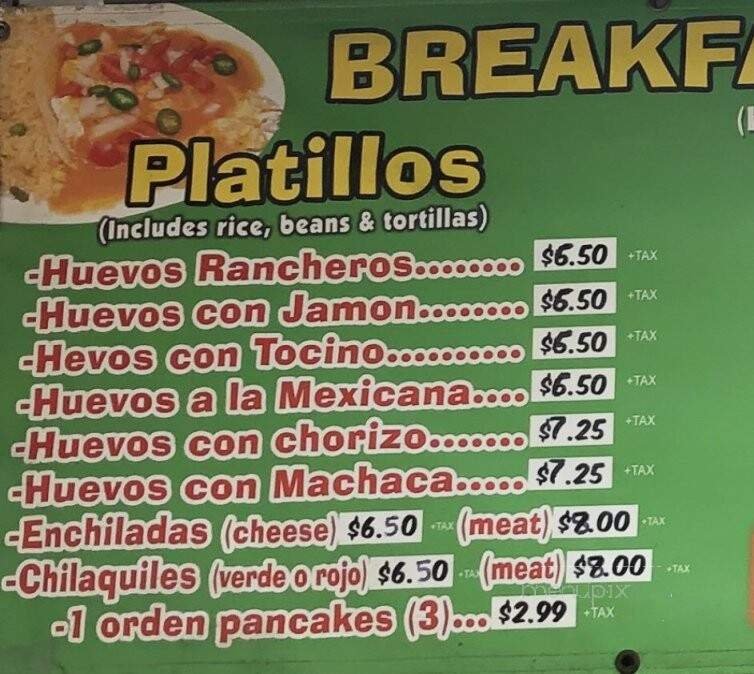 BREAKFA
Platillos
(Includes rice, beans & tortillas)
-Huevos Rancheros........ $6.50 +TAX
-Huevos con Jamon........ $6.50 +TAX
-Hevos con Tocino.......... $6.50 +TAX
-Huevos a la Mexicana.... $6.50 +TAX
-Huevos con chorizo....... $7.25 +TAX
-Huevos con Machaca..... $7.25 +TAX
-Enchiladas (cheese) $6.50 +TAX (meat) $8.00 +TAX
-Chilaquiles (verde o rojo) $6.50 +TAX (meat) $8.00 +TAX
menupix
-1 orden pancakes (3)... $2.99 +TAX